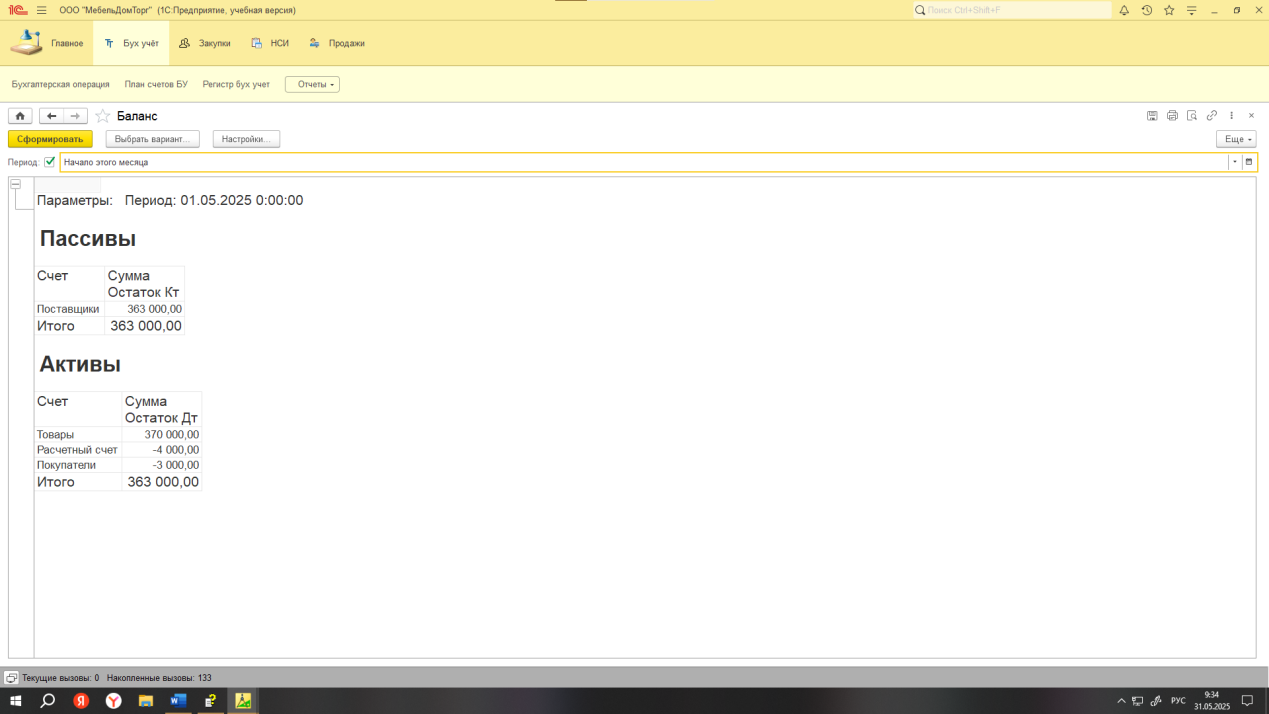 ООО "МебельДомТорг" (1С:Предприятие, учебная версия)
Поиск Ctrl+Shift+F
Главное
Бух учёт
Закупки
НСИ
Продажи
Бухгалтерская операция План счетов БУ Регистр бух учет Отчеты
Баланс
Сформировать Выбрать вариант... Настройки... Еще
Период: Начало этого месяца
Параметры: Период: 01.05.2025 0:00:00
Пассивы
Счет Сумма
Остаток Кт
Поставщики 363 000,00
Итого 363 000,00
Активы
Счет Сумма
Остаток Дт
Товары 370 000,00
Расчетный счет -4 000,00
Покупатели -3 000,00
Итого 363 000,00
Текущие вызовы: 0 Накопленные вызовы: 133
РУС
9:34
31.05.2025